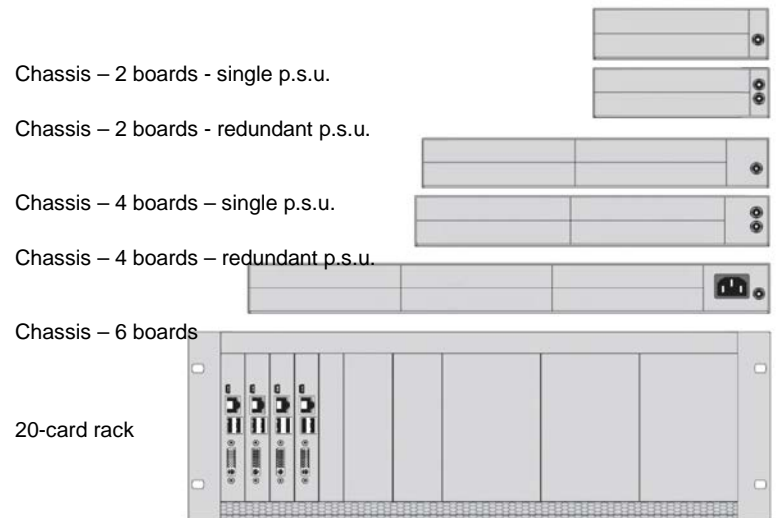 Chassis – 2 boards - single p.s.u.
Chassis – 2 boards - redundant p.s.u.
Chassis – 4 boards – single p.s.u.
Chassis – 4 boards – redundant p.s.u.
Chassis – 6 boards
20-card rack